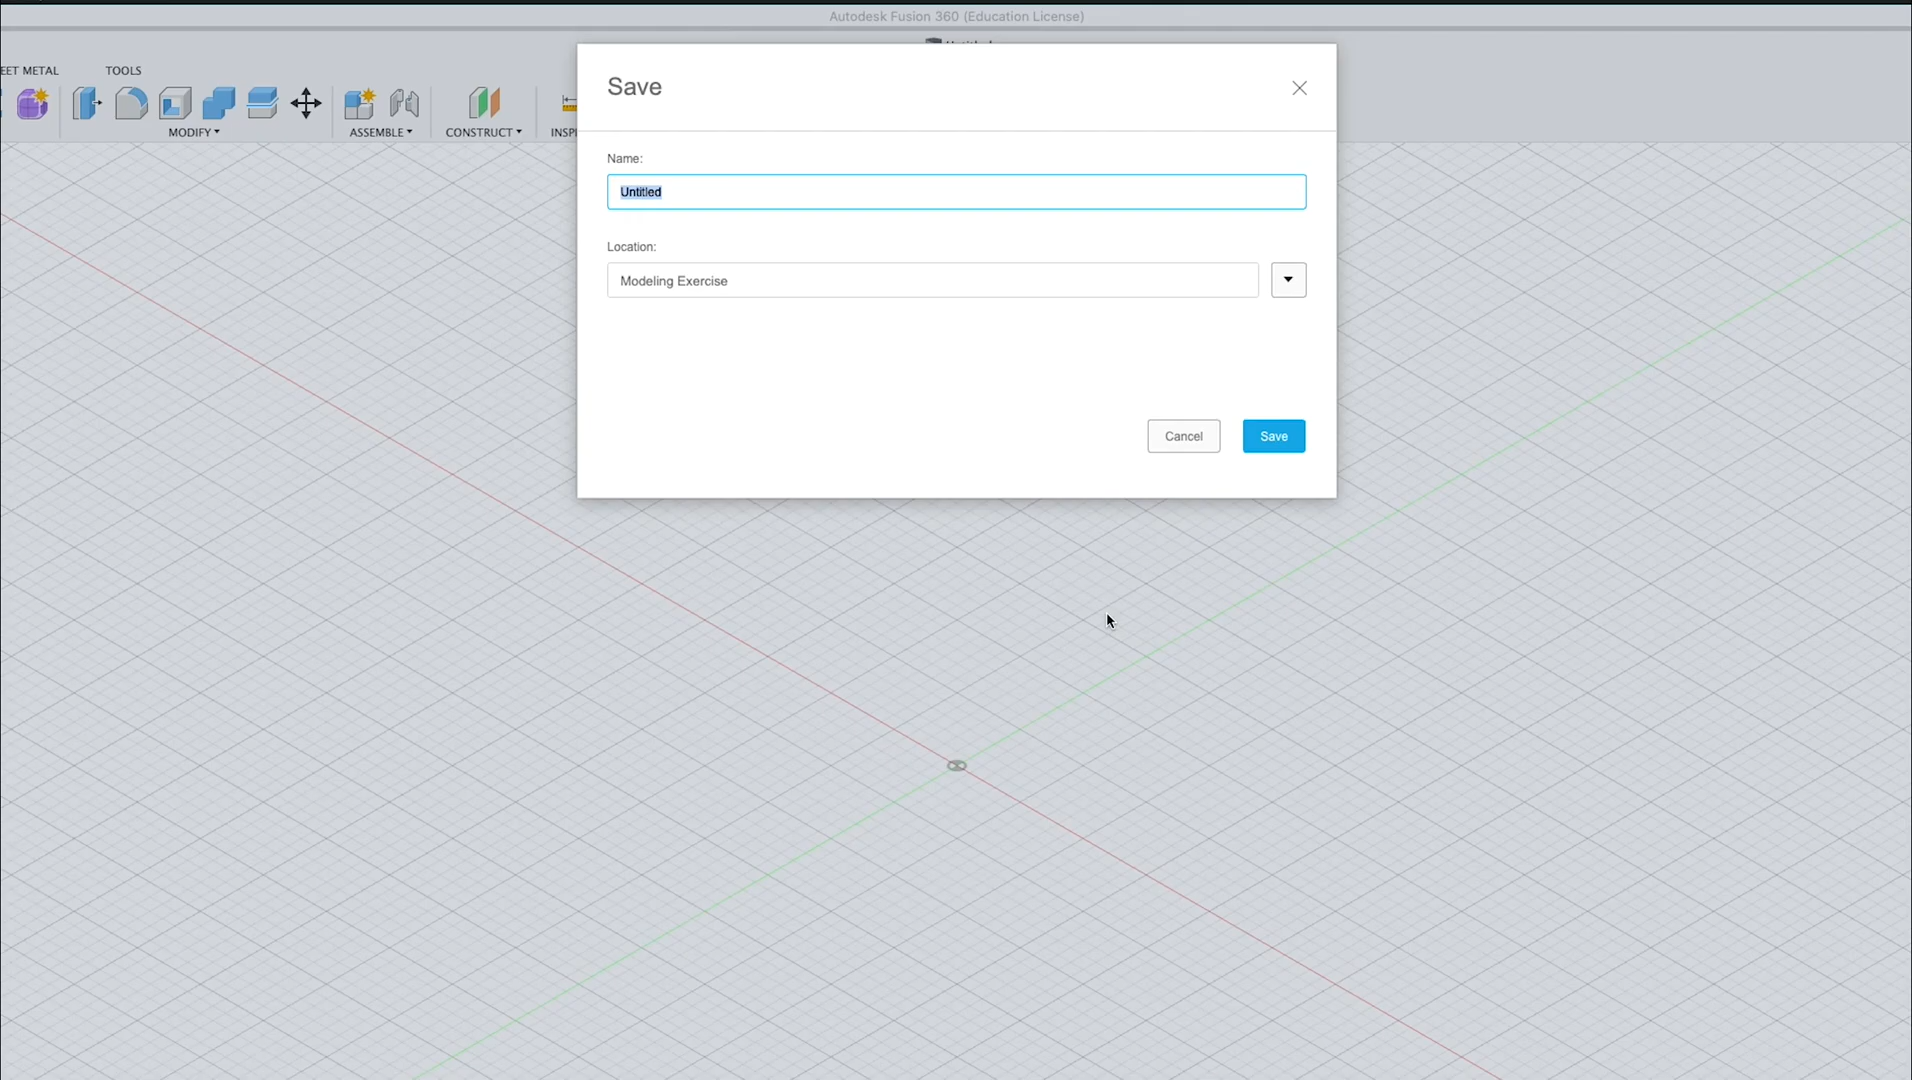 Autodesk Fusion 360 (Education License)
EET METAL TOOLS
MODIFY ASSEMBLE CONSTRUCT INSP
Save
Name:
Untitled
Location:
Modeling Exercise
Cancel Save